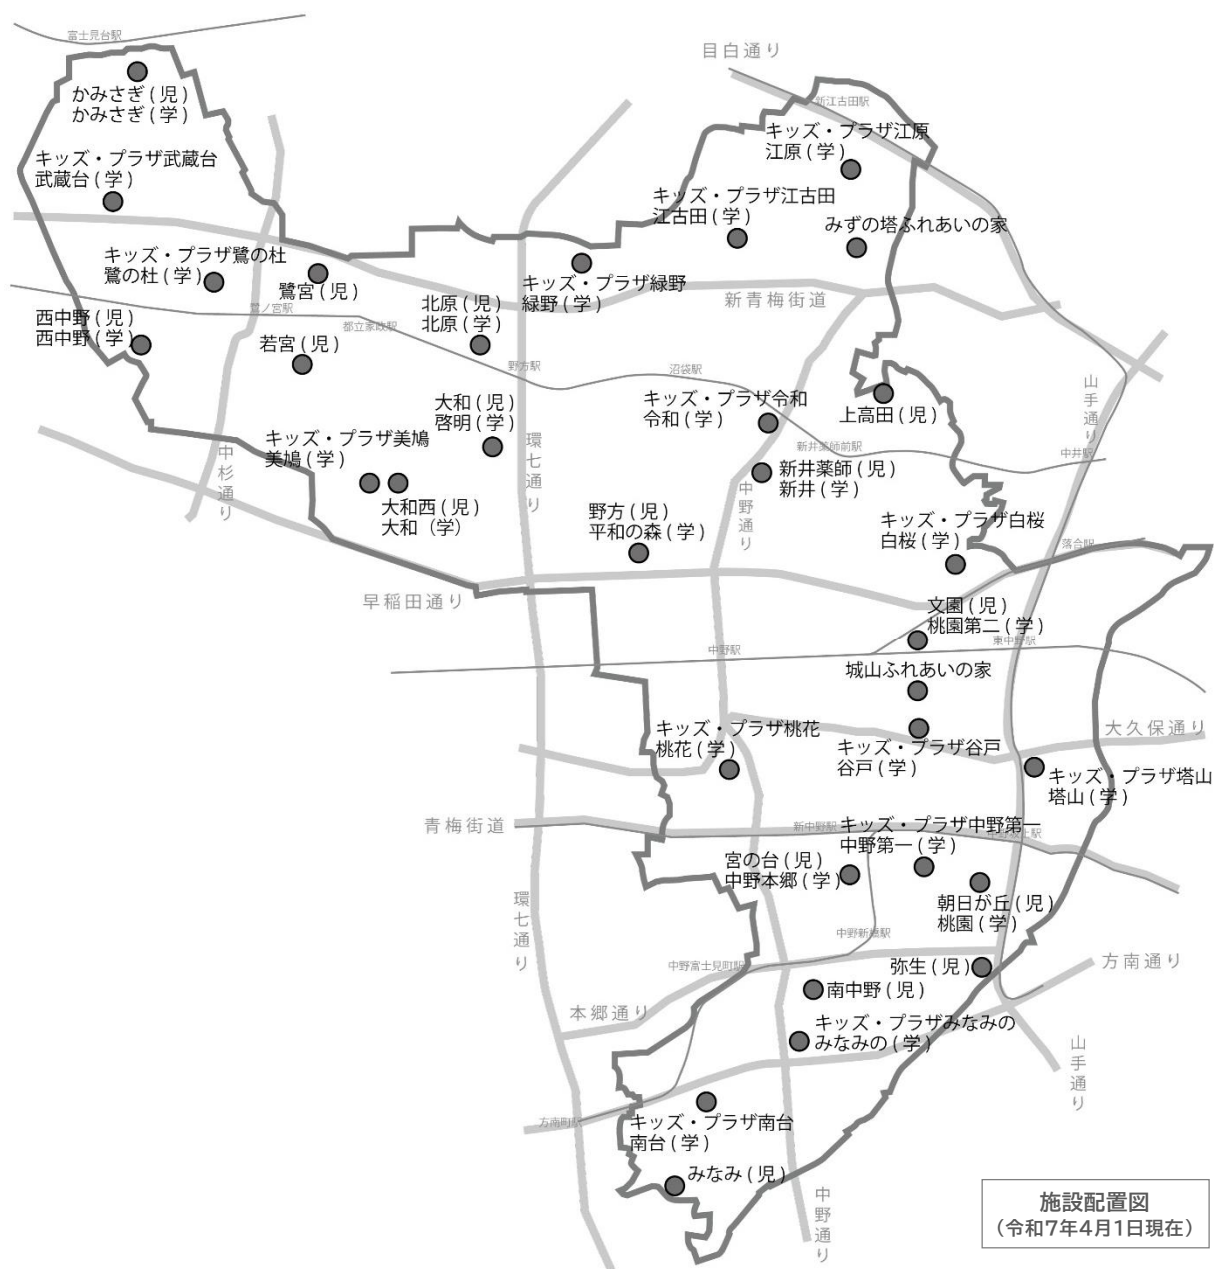 富士見台駅
目白通り
かみさぎ(児)
かみさぎ(学)
新江古田駅
キッズ・プラザ江原
江原(学)
キッズ・プラザ武蔵台
武蔵台(学)
キッズ・プラザ江古田
江古田(学)
みずの塔ふれあいの家
キッズ・プラザ鷺の杜
鷺の杜(学)
鷺宮(児)
キッズ・プラザ緑野
緑野(学)
新青梅街道
西中野(児)
西中野(学)
鷺ノ宮駅
都立家政駅
北原(児)
北原(学)
若宮(児)
野方駅
沼袋駅
山手通り
上高田(児)
大和(児)
啓明(学)
キッズ・プラザ令和
令和(学)
キッズ・プラザ美鳩
美鳩(学)
中杉通り
環七通り
新井薬師前駅
中井駅
新井薬師(児)
新井(学)
中野通り
大和西(児)
大和(学)
野方(児)
平和の森(学)
キッズ・プラザ白桜
白桜(学)
落合駅
早稲田通り
文園(児)
桃園第二(学)
東中野駅
中野駅
城山ふれあいの家
キッズ・プラザ桃花
桃花(学)
キッズ・プラザ谷戸
谷戸(学)
大久保通り
キッズ・プラザ塔山
塔山(学)
青梅街道
新中野駅
キッズ・プラザ中野第一
中野第一(学)
中野坂上駅
宮の台(児)
中野本郷(学)
朝日が丘(児)
桃園(学)
環七通り
中野新橋駅
中野富士見町駅
弥生(児)
方南通り
南中野(児)
本郷通り
キッズ・プラザみなみの
みなみの(学)
山手通り
方南町駅
キッズ・プラザ南台
南台(学)
みなみ(児)
中野通り
施設配置図
(令和7年4月1日現在)